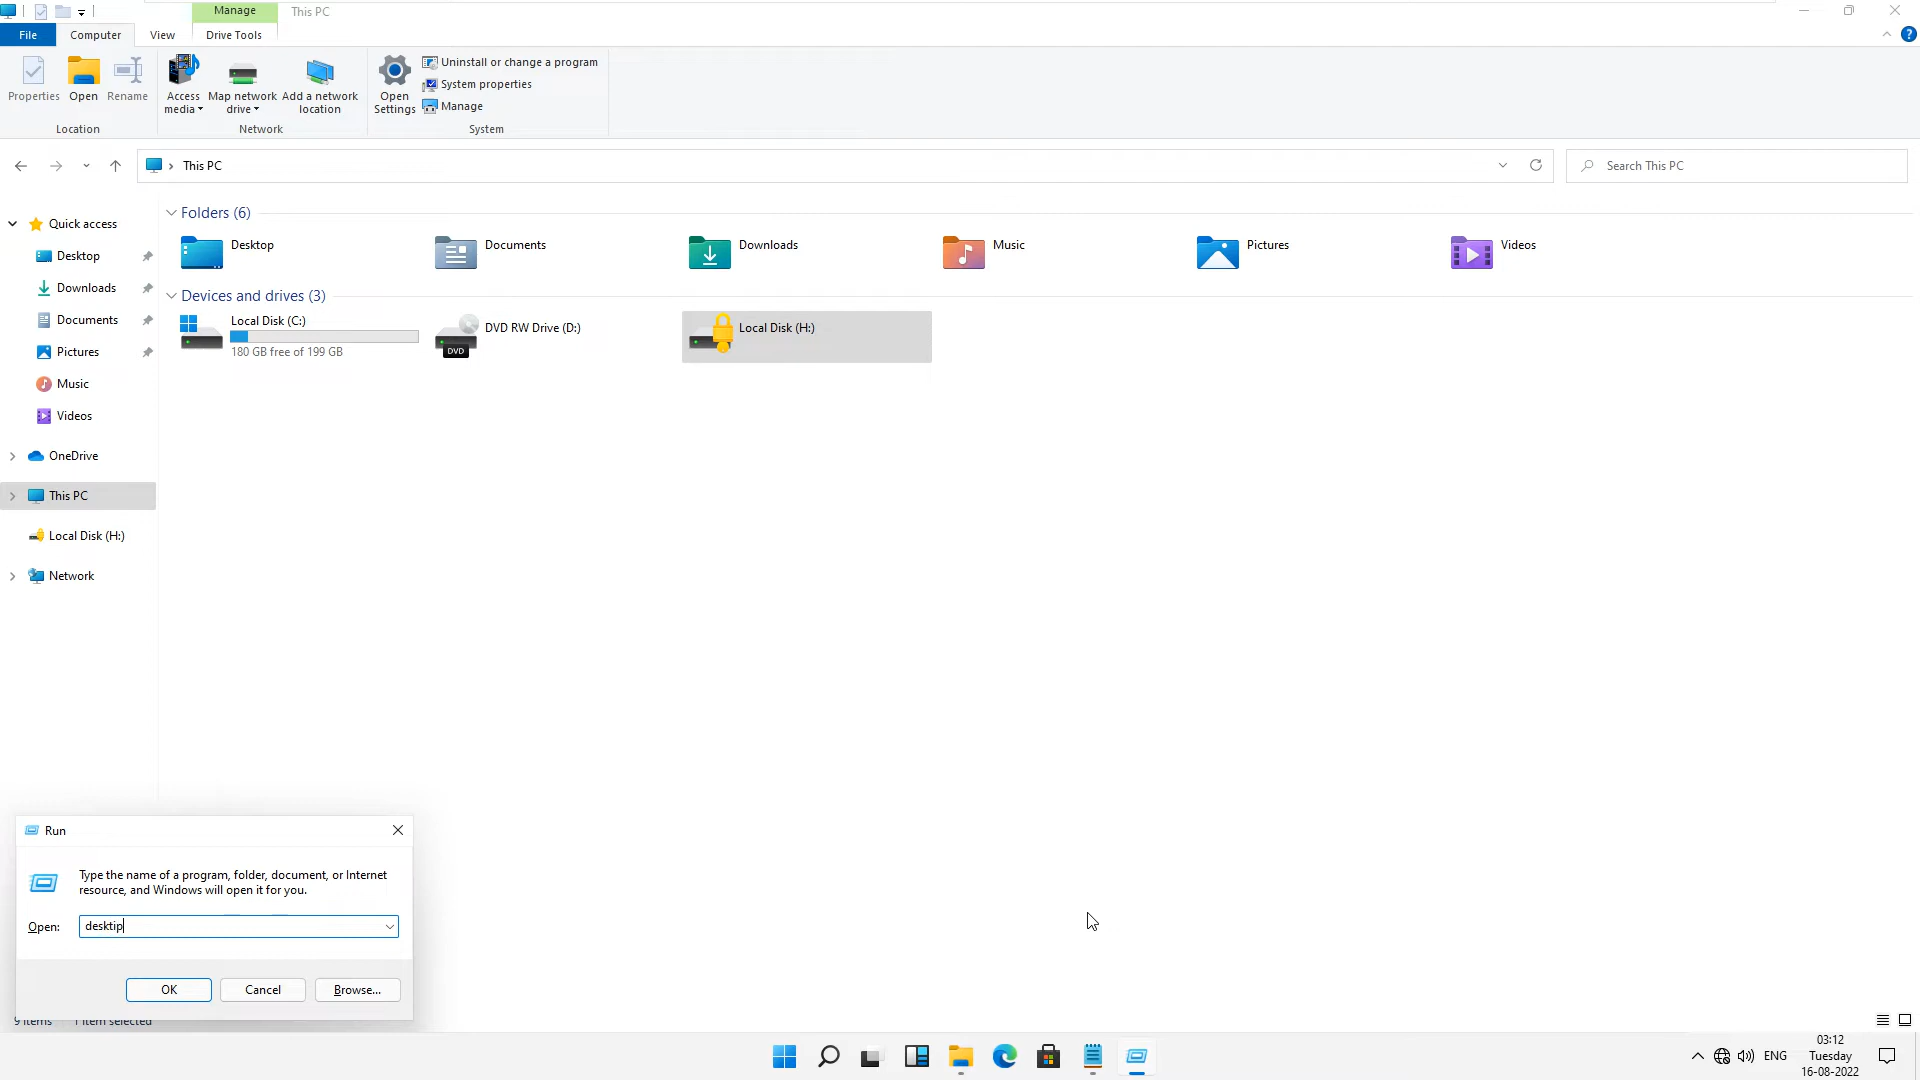 Manage
This PC
File
Computer
View
Drive Tools
Properties
Open
Rename
Access
media
Map network
drive
Add a network
location
Open
Settings
Uninstall or change a program
System properties
Manage
Location
Network
System
This PC
Search This PC
Quick access
Desktop
Downloads
Documents
Pictures
Music
Videos
OneDrive
This PC
Local Disk (H:)
Network
Folders (6)
Desktop
Documents
Downloads
Music
Pictures
Videos
Devices and drives (3)
Local Disk (C:)
180 GB free of 199 GB
DVD
DVD RW Drive (D:)
Local Disk (H:)
Run
Type the name of a program, folder, document, or Internet
resource, and Windows will open it for you.
Open:
desktip
OK
Cancel
Browse...
9 items
1 item selected
ENG
03:12
Tuesday
16-08-2022